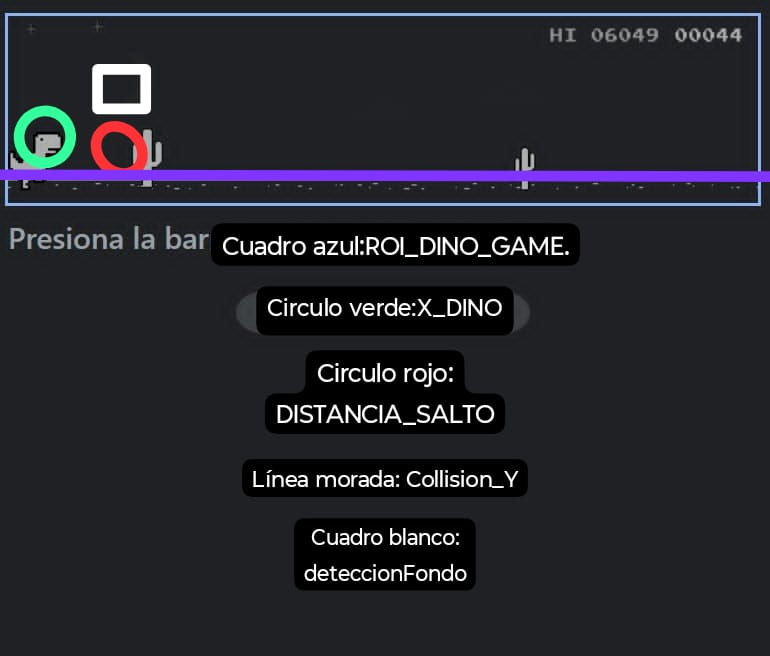 HI 06049 00044
Presiona la bar
Cuadro azul:ROI_DINO_GAME.
Circulo verde:X_DINO
Circulo rojo:
DISTANCIA_SALTO
Línea morada: Collision_Y
Cuadro blanco:
deteccionFondo